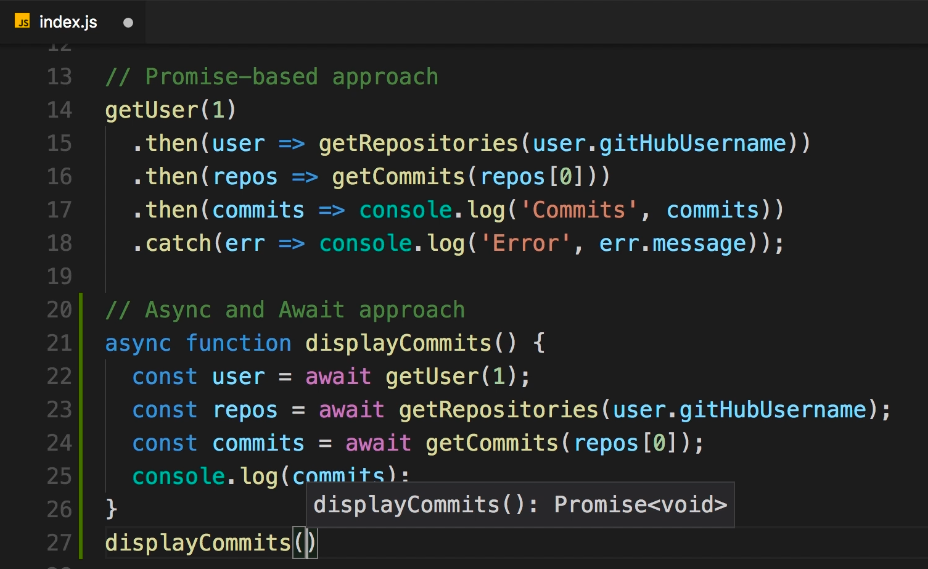 JS index.js ●
12
13 // Promise-based approach
14 getUser(1)
15   .then(user => getRepositories(user.gitHubUsername))
16   .then(repos => getCommits(repos[0]))
17   .then(commits => console.log('Commits', commits))
18   .catch(err => console.log('Error', err.message));
19
20 // Async and Await approach
21 async function displayCommits() {
22   const user = await getUser(1);
23   const repos = await getRepositories(user.gitHubUsername);
24   const commits = await getCommits(repos[0]);
25   console.log(commits);
26 }
displayCommits(): Promise<void>
27 displayCommits()